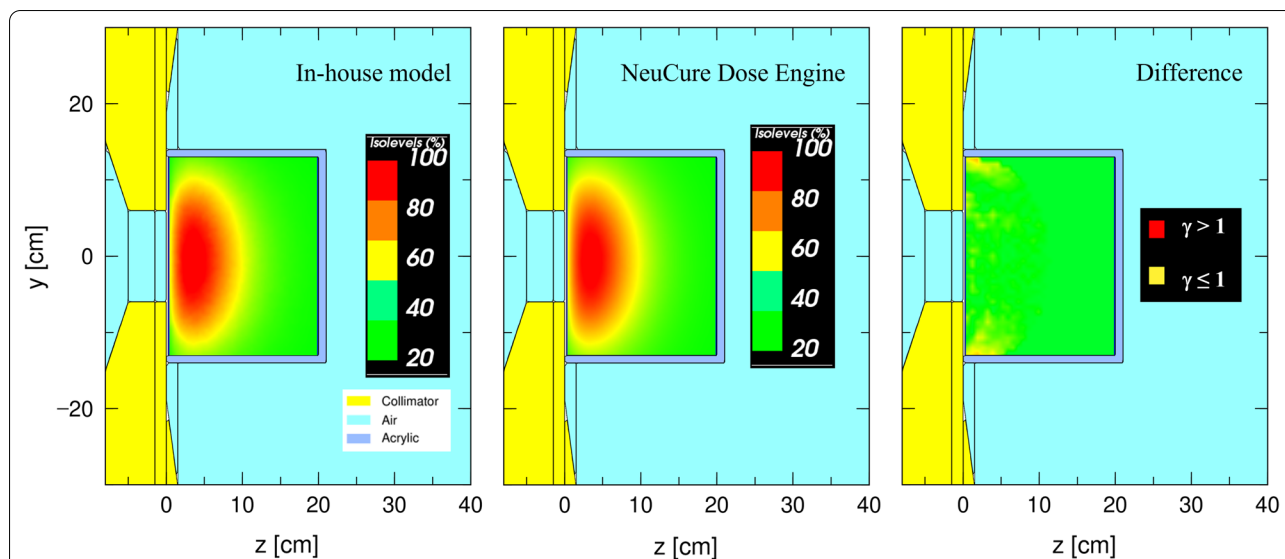 In-house model
NeuCure Dose Engine
Difference
Isolevels (%)
100
80
60
40
20
Isolevels (%)
100
80
60
40
20
γ > 1
γ ≤ 1
Collimator
Air
Acrylic
20
0
−20
y [cm]
0 10 20 30 40
0 10 20 30 40
0 10 20 30 40
z [cm]
z [cm]
z [cm]